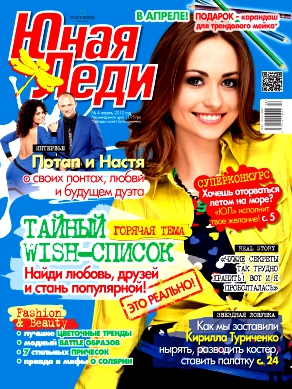 В АПРЕЛЕ!
ПОДАРОК - карандаш
для трендового мейка*
Юная
Леди
№ 4 апрель 2012
ИНТЕРВЬЮ
Потап и Настя
о своих понтах, любви
и будущем дуэта
СУПЕРКОНКУРС
Хочешь оторваться
летом на море?
«ЮЛ» исполнит
твое желание! с. 5
ТАЙНЫЙ
ГОРЯЧАЯ ТЕМА
WISH-СПИСОК
Найди любовь, друзей
и стань популярной!
ЭТО РЕАЛЬНО!
REAL STORY
«ЧУЖИЕ СЕКРЕТЫ
ТАК ТРУДНО
ХРАНИТЬ! ВОТ И Я
ПРОБОЛТАЛАСЬ»
Fashion
& Beauty
лучшие ЦВЕТОЧНЫЕ ТРЕНДЫ
модный BATTLE ОБРАЗОВ
7 стильных ПРИЧЕСОК
правда и мифы о СОЛЯРИИ
ЗВЕЗДНАЯ ЛОВУШКА
Как мы заставили
Кирилла Туриченко
нырять, разводить костер,
ставить палатку с. 24